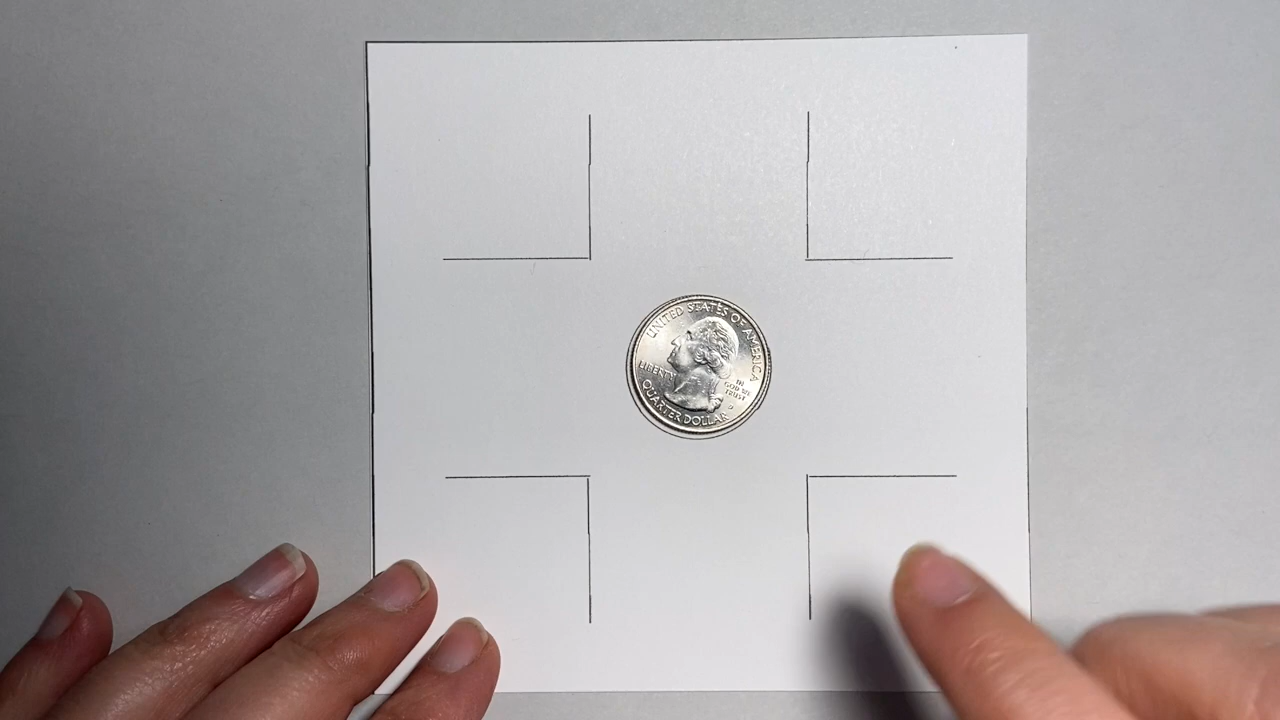 UNITED STATES OF AMERICA
LIBERTY
IN
GOD WE
TRUST
D
QUARTER DOLLAR